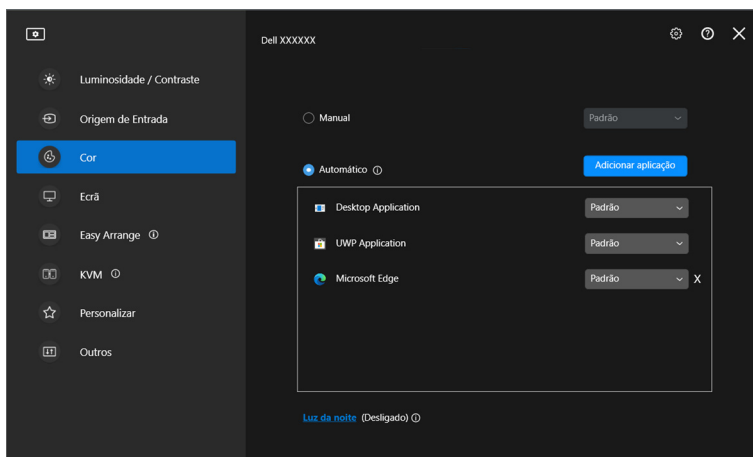 Dell XXXXXX
Luminosidade / Contraste
Origem de Entrada
Cor
Ecrã
Easy Arrange
KVM
Personalizar
Outros
Manual
Padrão
Automático
Adicionar aplicação
Desktop Application
Padrão
UWP Application
Padrão
Microsoft Edge
Padrão
X
Luz da noite (Desligado)